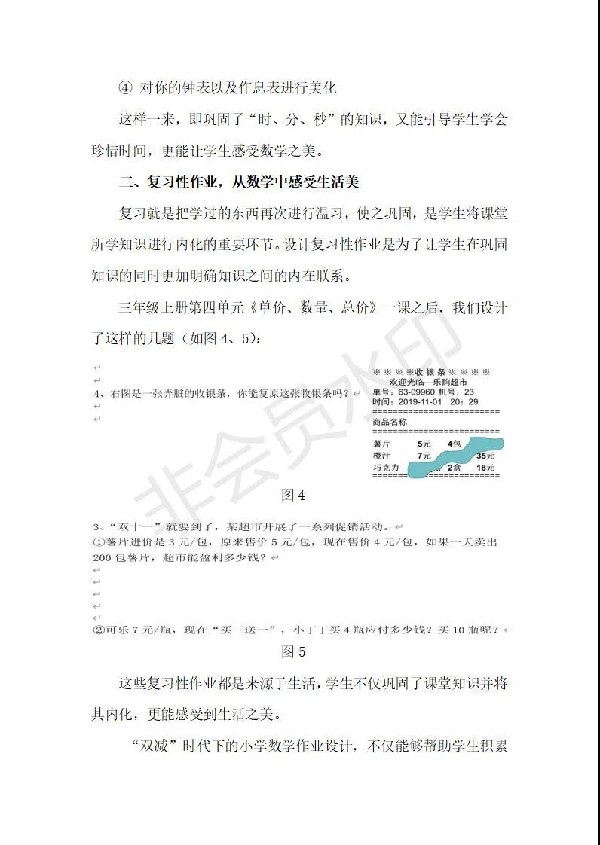 ④ 对你的钟表以及作息表进行美化
这样一来，即巩固了“时、分、秒”的知识，又能引导学生学会
珍惜时间，更能让学生感受数学之美。
二、复习性作业，从数学中感受生活美
复习就是把学过的东西再次进行温习，使之巩固，是学生将课堂
所学知识进行内化的重要环节。设计复习性作业是为了让学生在巩固
知识的同时更加明确知识之间的内在联系。
三年级上册第四单元《单价、数量、总价》一课之后，我们设计
了这样的几题（如图4、5）：
4、右图是一张弄脏的收银条，你能复原这张收银条吗？
※※※※收银条※※※※
欢迎光临—乐购超市
单号：S3-09960 机号：23
时间：2019-11-01 20：29
商品名称
薯片 5元 4包
橙汁 7元 35元
巧克力 2盒 18元
图4
3、“双十一”就要到了，某超市开展了一系列促销活动。
①薯片进价是3元/包，原来售价5元/包，现在售价4元/包，如果一天卖出
200包薯片，超市能盈利多少钱？
②可乐7元/瓶，现在“买一送一”，小丁丁买4瓶应付多少钱？买10瓶呢？
图5
这些复习性作业都是来源于生活，学生不仅巩固了课堂知识并将
其内化，更能感受到生活之美。
“双减”时代下的小学数学作业设计，不仅能够帮助学生积累
非会员水印